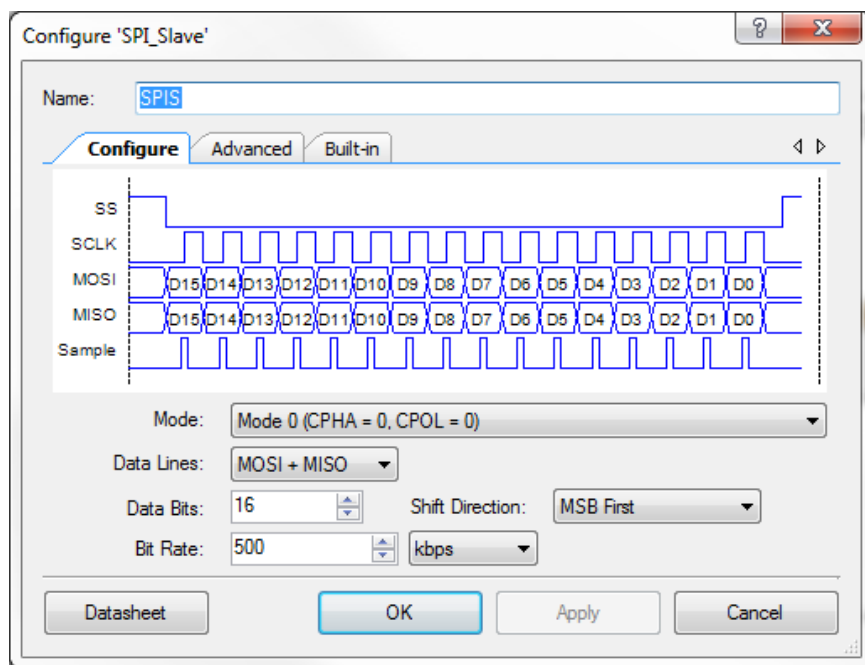 Configure 'SPI_Slave'
Name: SPIS
Configure Advanced Built-in
SS
SCLK
MOSI D15 D14 D13 D12 D11 D10 D9 D8 D7 D6 D5 D4 D3 D2 D1 D0
MISO D15 D14 D13 D12 D11 D10 D9 D8 D7 D6 D5 D4 D3 D2 D1 D0
Sample
Mode: Mode 0 (CPHA = 0, CPOL = 0)
Data Lines: MOSI + MISO
Data Bits: 16 Shift Direction: MSB First
Bit Rate: 500 kbps
Datasheet OK Apply Cancel